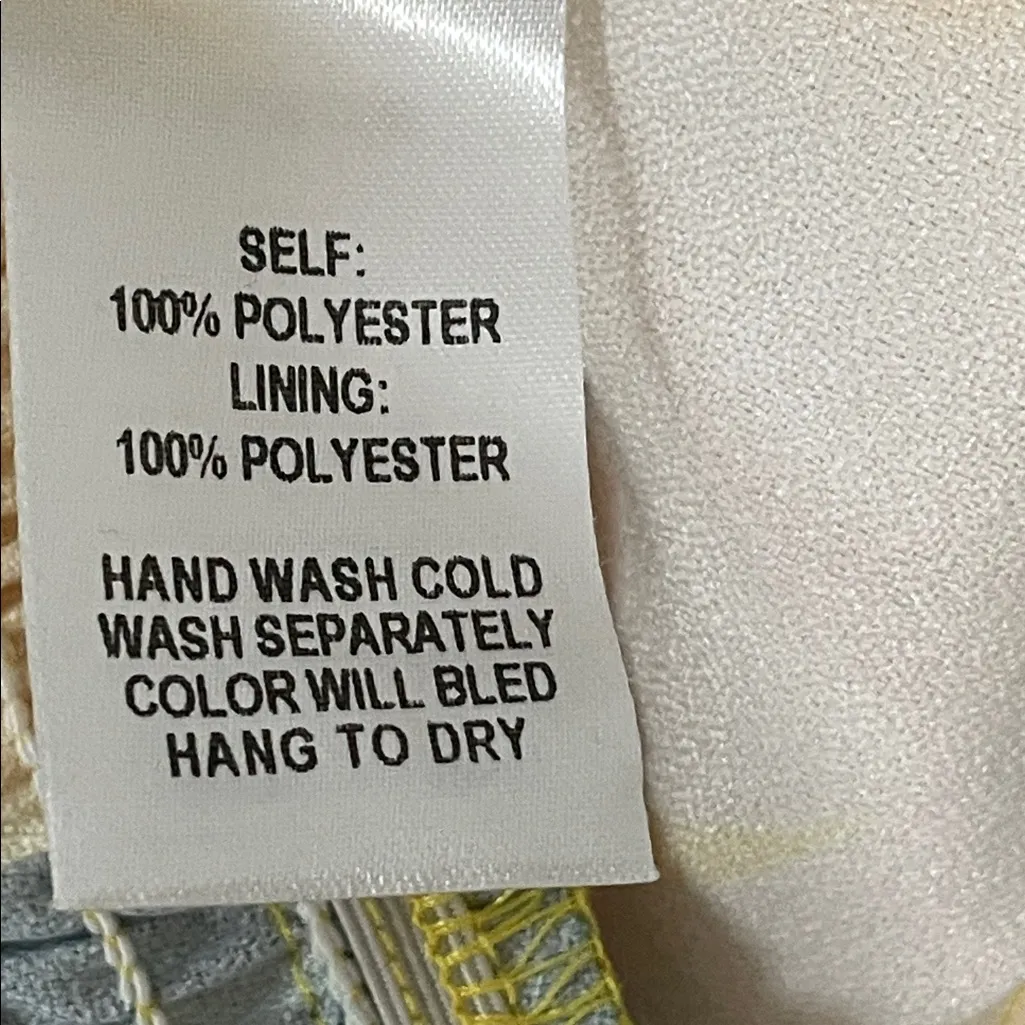 SELF:
100% POLYESTER
LINING:
100% POLYESTER
HAND WASH COLD
WASH SEPARATELY
COLOR WILL BLED
HANG TO DRY